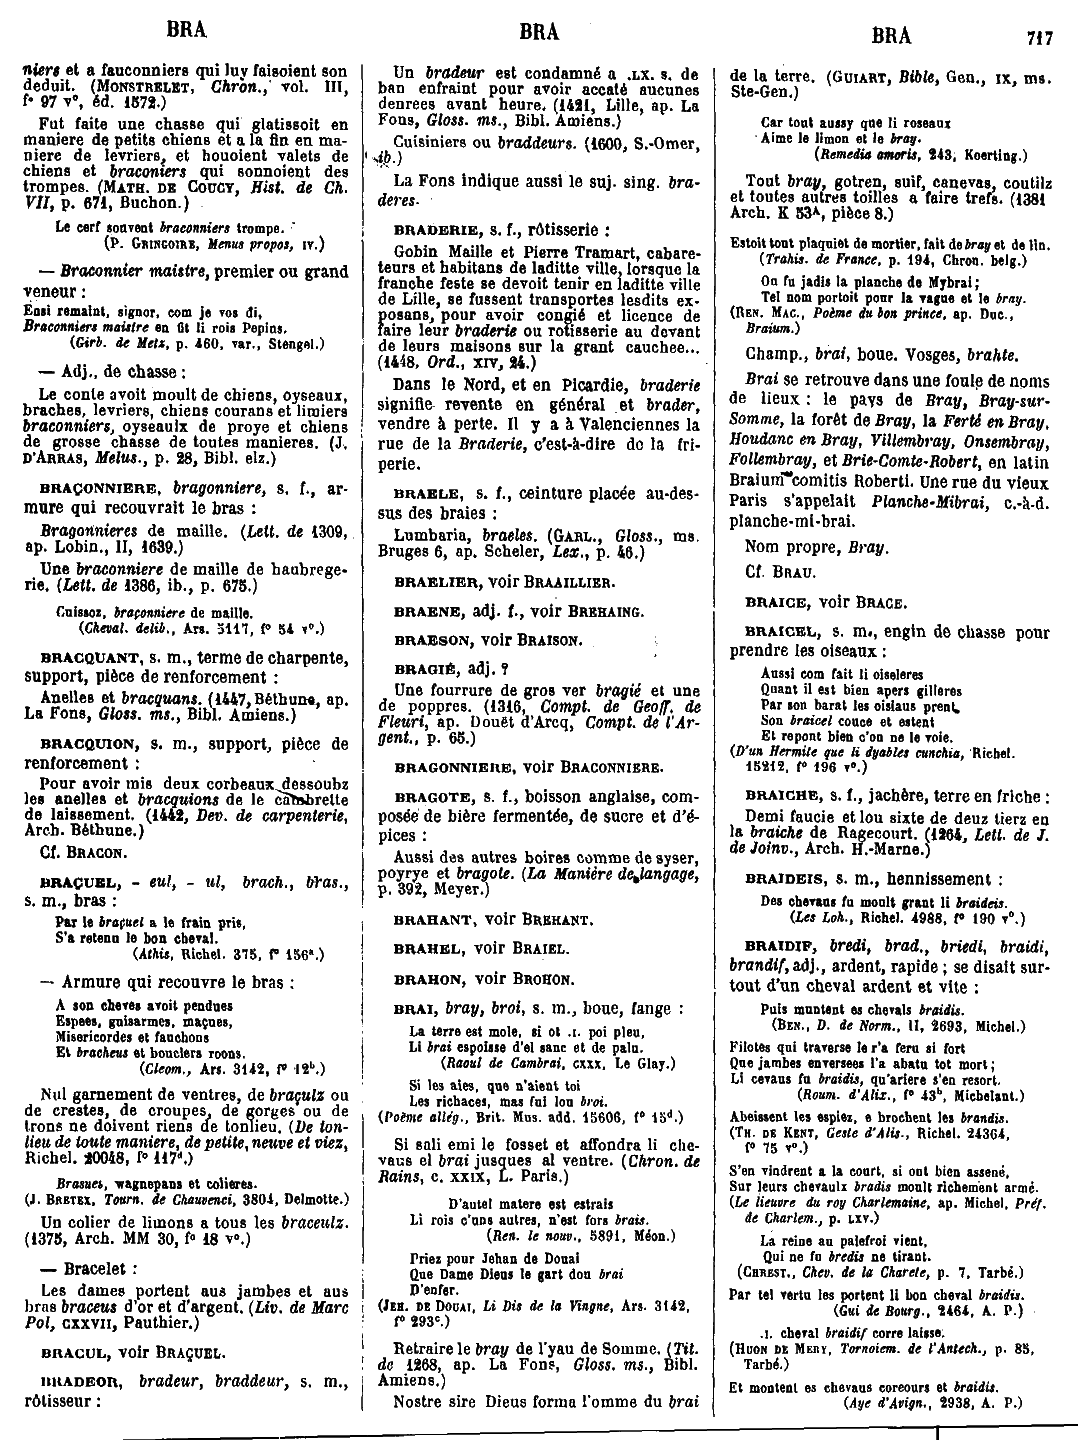 BRA
BRA
BRA
717
niers et a fauconniers qui luy faisoient son
deduit. (MONSTRELET, Chron., vol. III,
f° 97 v°, éd. 1572.)
Fut faite une chasse qui glatissoit en
maniere de petits chiens et a la fin en ma-
niere de levriers, et houoient valets de
chiens et braconiers qui sonnoient des
trompes. (MATH. DE COUCY, Hist. de Ch.
VII, p. 671, Buchon.)
Le cerf souvent braconniers trompe.
(P. GRINGOIRE, Menus propos, IV.)
— Braconnier maistre, premier ou grand
veneur :
Ensi remaint, signor, com je vos di,
Braconniers maistre en fit li rois Pepins.
(Girb. de Metz, p. 460, var., Stengel.)
— Adj., de chasse :
Le conte avoit moult de chiens, oyseaux,
braches, levriers, chiens courans et limiers
braconniers, oyseaulx de proye et chiens
de grosse chasse de toutes manieres. (J.
D'ARRAS, Melus., p. 28, Bibl. elz.)
BRAÇONNIERE, bragonniere, s. f., ar-
mure qui recouvrait le bras :
Bragonnieres de maille. (Lett. de 1309,
ap. Lobin., II, 1639.)
Une braconniere de maille de haubrege-
rie. (Lett. de 1386, ib., p. 675.)
Cuissoz, braçonniere de maille.
(Cheval. delib., Ars. 5117, f° 54 v°.)
BRACQUANT, s. m., terme de charpente,
support, pièce de renforcement :
Anelles et bracquans. (1447, Béthune, ap.
La Fons, Gloss. ms., Bibl. Amiens.)
BRACQUION, s. m., support, pièce de
renforcement :
Pour avoir mis deux corbeaux dessoubz
les anelles et bracquions de le cambrette
de laissement. (1442, Dev. de carpenterie,
Arch. Béthune.)
Cf. BRACON.
BRAÇUEL, - eul, - ul, brach., bras.,
s. m., bras :
Par le braçuel a le frain pris,
S'a retenu le bon cheval.
(Athis, Richel. 375, f° 156ª.)
— Armure qui recouvre le bras :
A son cheves avoit pendues
Espees, guisarmes, maçues,
Misericordes et fauchons
Et bracheus et boucliers roons.
(Cleom., Ars. 3142, f° 12ᵇ.)
Nul garnement de ventres, de braçulz ou
de crestes, de croupes, de gorges ou de
trons ne doivent riens de tonlieu. (De ton-
lieu de toute maniere, de petite, neuve et viez,
Richel. 20048, f° 117ᵈ.)
Brasues, wagnepans et colieres.
(J. BRETEX, Tourn. de Chauvenci, 3804, Delmotte.)
Un colier de limons a tous les braceulz.
(1375, Arch. MM 30, f° 18 v°.)
— Bracelet :
Les dames portent aus jambes et aus
bras braceus d'or et d'argent. (Liv. de Marc
Pol, CXXVII, Pauthier.)
BRACUL, voir BRAÇUEL.
BRADEOR, bradeur, braddeur, s. m.,
rôtisseur :
Un bradeur est condamné a .LX. s. de
ban enfraint pour avoir accaté aucunes
denrees avant heure. (1421, Lille, ap. La
Fons, Gloss. ms., Bibl. Amiens.)
Cuisiniers ou braddeurs. (1600, S.-Omer,
ib.)
La Fons indique aussi le suj. sing. bra-
deres.
BRADERIE, s. f., rôtisserie :
Gobin Maille et Pierre Tramart, cabare-
teurs et habitans de laditte ville, lorsque la
franche feste se devoit tenir en laditte ville
de Lille, se fussent transportes lesdits ex-
posans, pour avoir congié et licence de
faire leur braderie ou rotisserie au devant
de leurs maisons sur la grant cauchee...
(1448, Ord., XIV, 24.)
Dans le Nord, et en Picardie, braderie
signifie revente en général et brader,
vendre à perte. Il y a à Valenciennes la
rue de la Braderie, c'est-à-dire de la fri-
perie.
BRAELE, s. f., ceinture placée au-des-
sus des braies :
Lumbaria, braeles. (GARL., Gloss., ms.
Bruges 6, ap. Scheler, Lex., p. 46.)
BRAELIER, voir BRAAILLIER.
BRAENE, adj. f., voir BREHAING.
BRAESON, voir BRAISON.
BRAGIÉ, adj. ?
Une fourrure de gros ver bragié et une
de poppres. (1316, Compt. de Geoff. de
Fleuri, ap. Douët d'Arcq, Compt. de l'Ar-
gent., p. 65.)
BRAGONNIERE, voir BRACONNIERE.
BRAGOTE, s. f., boisson anglaise, com-
posée de bière fermentée, de sucre et d'é-
pices :
Aussi des autres boires comme de syser,
poyrye et bragote. (La Manière de langage,
p. 392, Meyer.)
BRAHANT, voir BREHANT.
BRAHEL, voir BRAIEL.
BRAHON, voir BROHON.
BRAI, bray, broi, s. m., boue, fange :
La terre est mole, si ot .I. poi pleu,
Li brai espoisse d'el sanc et de palu.
(Raoul de Cambrai, CXXX, Le Glay.)
Si les aies, que n'aient toi
Les richaces, mas fui lou broi.
(Poème allég., Brit. Mus. add. 15606, f° 15ᵈ.)
Si sali emi le fosset et affondra li che-
vaus el brai jusques al ventre. (Chron. de
Rains, c. XXIX, L. Paris.)
D'autel matere est estrais
Li rois c'uns autres, n'est fors brais.
(Ren. le nouv., 5891, Méon.)
Priez pour Jehan de Douai
Que Dame Dieus le gart dou brai
D'enfer.
(JEH. DE DOUAI, Li Dis de la Vingne, Ars. 3142,
f° 293ᶜ.)
Retraire le bray de l'yau de Somme. (Tit.
de 1268, ap. La Fons, Gloss. ms., Bibl.
Amiens.)
Nostre sire Dieus forma l'omme du brai
de la terre. (GUIART, Bible, Gen., IX, ms.
Ste-Gen.)
Car tout aussy que li roseaux
Aime le limon et le bray.
(Remedia amoris, 243, Koerting.)
Tout bray, gotren, suif, canevas, coutilz
et toutes autres toilles a faire trefs. (1381
Arch. K 53ᴬ, pièce 8.)
Estoit tout plaquiet de mortier, fait de bray et de lin.
(Trahis. de France, p. 194, Chron. belg.)
On fu jadis la planche de Mybrai ;
Tel nom portoit pour la vague et le bray.
(REN. MAC., Poème du bon prince, ap. Duc.,
Braium.)
Champ., brai, boue. Vosges, brahte.
Brai se retrouve dans une foule de noms
de lieux : le pays de Bray, Bray-sur-
Somme, la forêt de Bray, la Ferté en Bray,
Houdanc en Bray, Villembray, Onsembray,
Follembray, et Brie-Comte-Robert, en latin
Braium comitis Roberti. Une rue du vieux
Paris s'appelait Planche-Mibrai, c.-à-d.
planche-mi-brai.
Nom propre, Bray.
Cf. BRAU.
BRAICE, voir BRACE.
BRAICEL, s. m., engin de chasse pour
prendre les oiseaux :
Aussi com fait li oiseleres
Quant il est bien apers gilleres
Par son barat les oisiaus prent,
Son braicel couce et estent
Et repont bien c'on ne le voie.
(D'un Hermite que li dyables cunchia, Richel.
15212, f° 196 v°.)
BRAICHE, s. f., jachère, terre en friche :
Demi faucie et lou sixte de deuz tierz en
la braiche de Ragecourt. (1264, Lett. de J.
de Joinv., Arch. H.-Marne.)
BRAIDEIS, s. m., hennissement :
Des chevaus fu moult grant li braideis.
(Les Loh., Richel. 4988, f° 190 v°.)
BRAIDIF, bredi, brad., briedi, braidi,
brandif, adj., ardent, rapide ; se disait sur-
tout d'un cheval ardent et vite :
Puis muntent es chevals braidis.
(BEN., D. de Norm., II, 2693, Michel.)
Filotes qui traverse le r'a feru si fort
Que jambes enversees l'a abatu tot mort ;
Li cevaus fu braidis, qu'ariere s'en resort.
(Roum. d'Alix., f° 43ᵇ, Michelant.)
Abeissent les espiez, e brochent les brandis.
(TH. DE KENT, Geste d'Alis., Richel. 24364,
f° 75 v°.)
S'en vindrent a la court, si ont bien assené,
Sur leurs chevaulx bradis moult richement armé.
(Le lieuvre du roy Charlemaine, ap. Michel, Préf.
de Charlem., p. LXV.)
La reine au palefroi vient,
Qui ne fu bredis ne tirant.
(CHREST., Chev. de la Charete, p. 7, Tarbé.)
Par tel vertu les portent li bon cheval braidis.
(Gui de Bourg., 2464, A. P.)
.I. cheval braidif corre laisse.
(HUON DE MERY, Tornoiem. de l'Antech., p. 85,
Tarbé.)
Et montent es chevaus coreours et braidis.
(Aye d'Avign., 2938, A. P.)